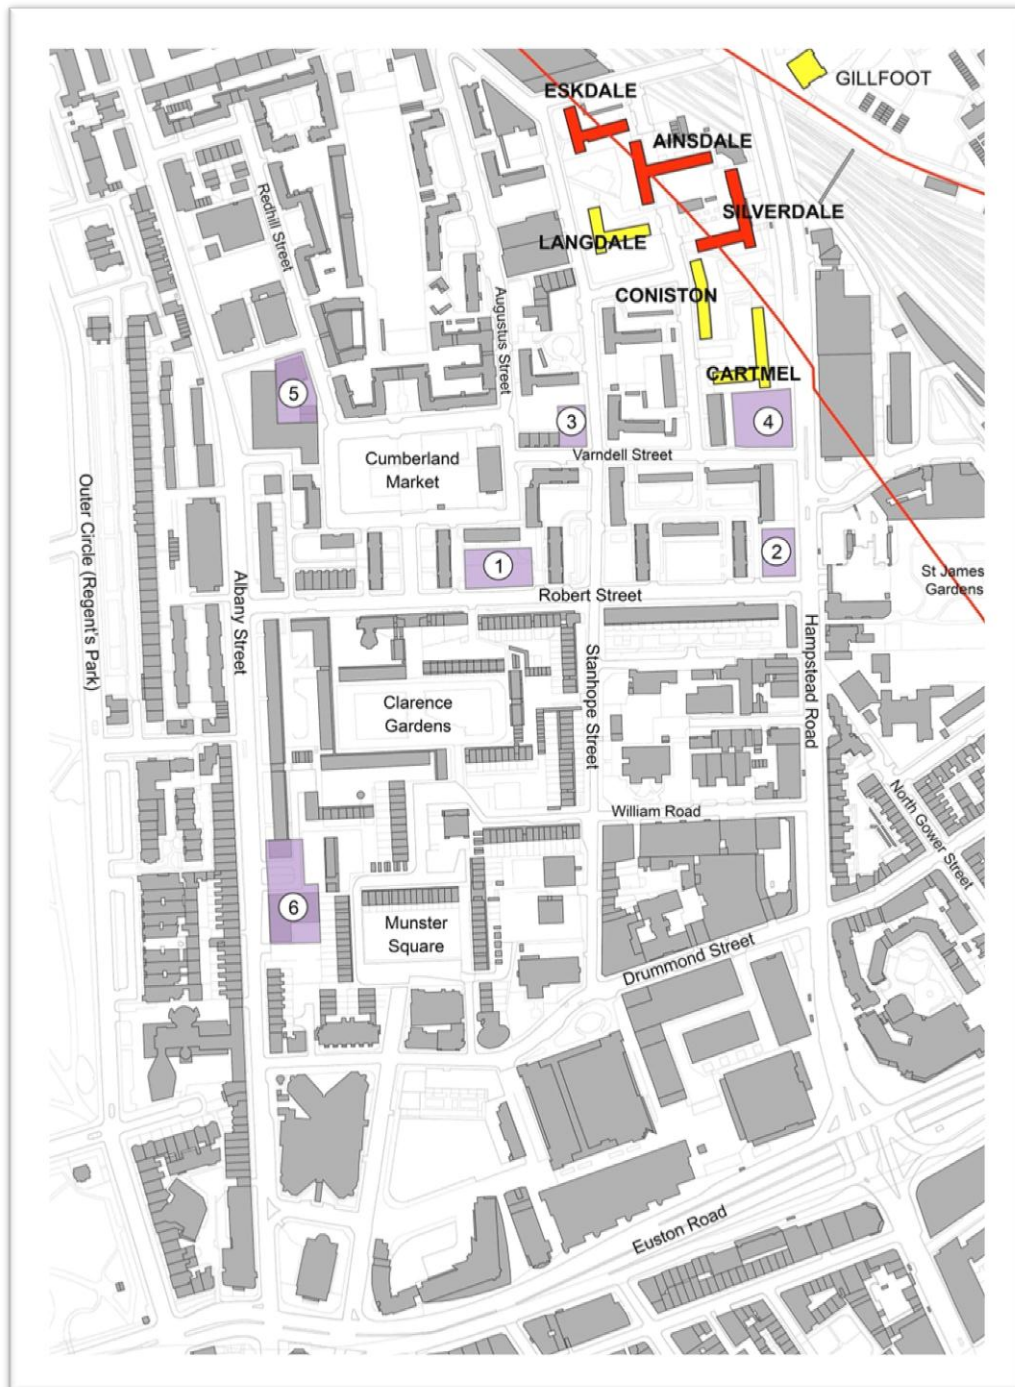 GILLFOOT
ESKDALE
AINSDALE
SILVERDALE
LANGDALE
CONISTON
CARTMEL
Redhill Street
Augustus Street
5
3
4
Cumberland
Market
Varndell Street
Outer Circle (Regent's Park)
Albany Street
1
2
St James
Gardens
Robert Street
Stanhope Street
Hampstead Road
Clarence
Gardens
William Road
North Gower Street
6
Munster
Square
Drummond Street
Euston Road